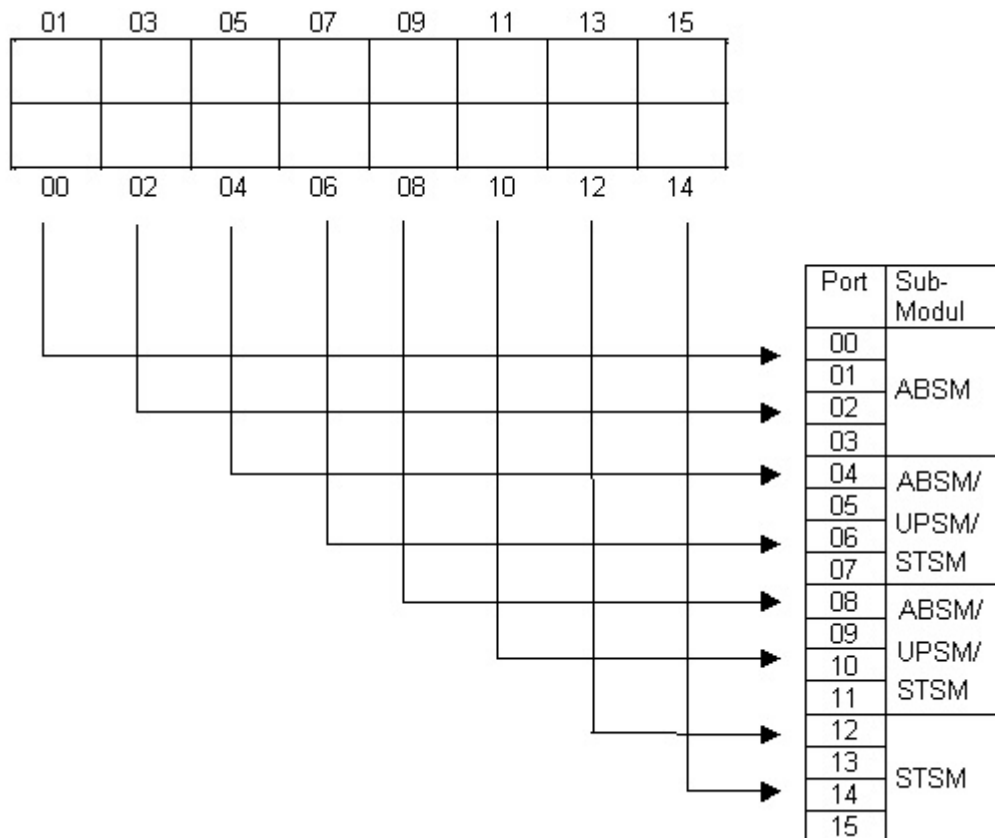 01 03 05 07 09 11 13 15
00 02 04 06 08 10 12 14
Port Sub-
Modul
00
01
02
03
ABSM
04
05
06
07
ABSM/
UPSM/
STSM
08
09
10
11
ABSM/
UPSM/
STSM
12
13
14
15
STSM